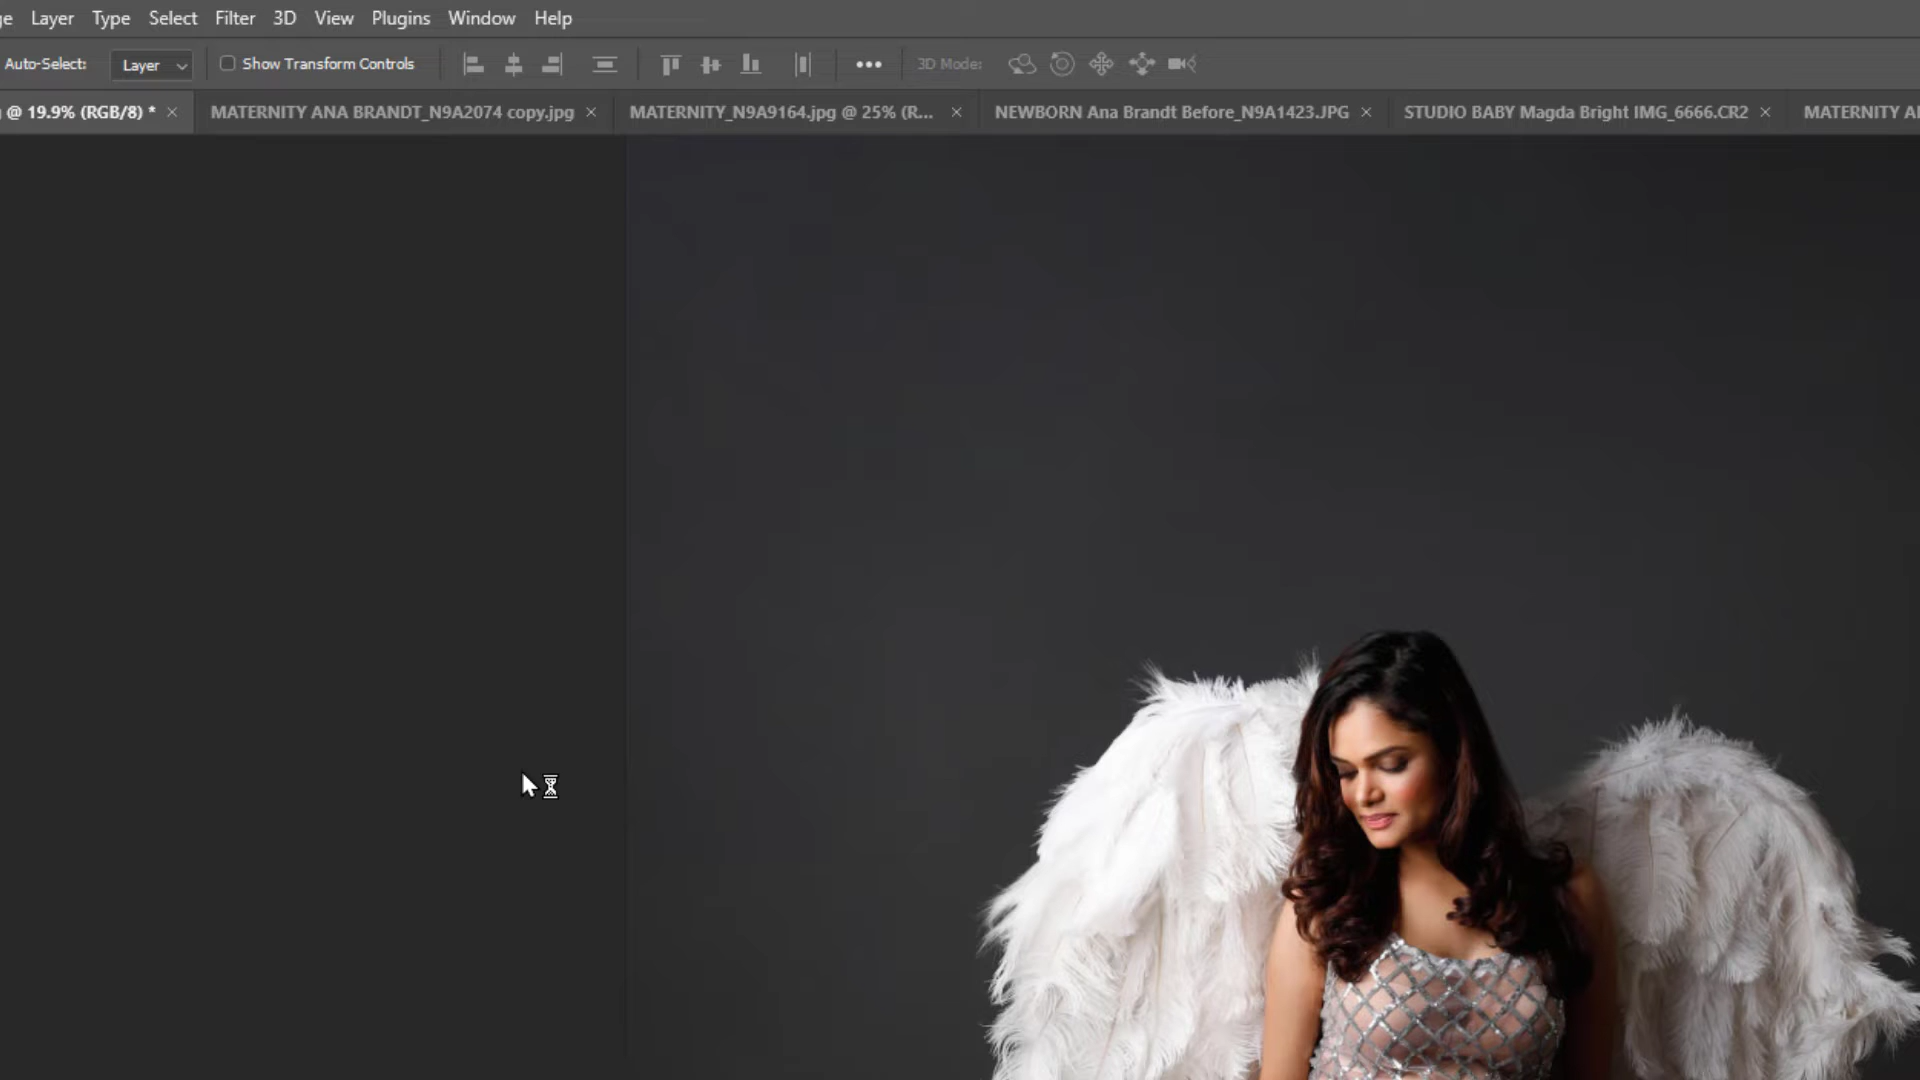 ge Layer Type Select Filter 3D View Plugins Window Help
Auto-Select: Layer Show Transform Controls 3D Mode:
@ 19.9% (RGB/8) * MATERNITY ANA BRANDT_N9A2074 copy.jpg MATERNITY_N9A9164.jpg @ 25% (R... NEWBORN Ana Brandt Before_N9A1423.JPG STUDIO BABY Magda Bright IMG_6666.CR2 MATERNITY